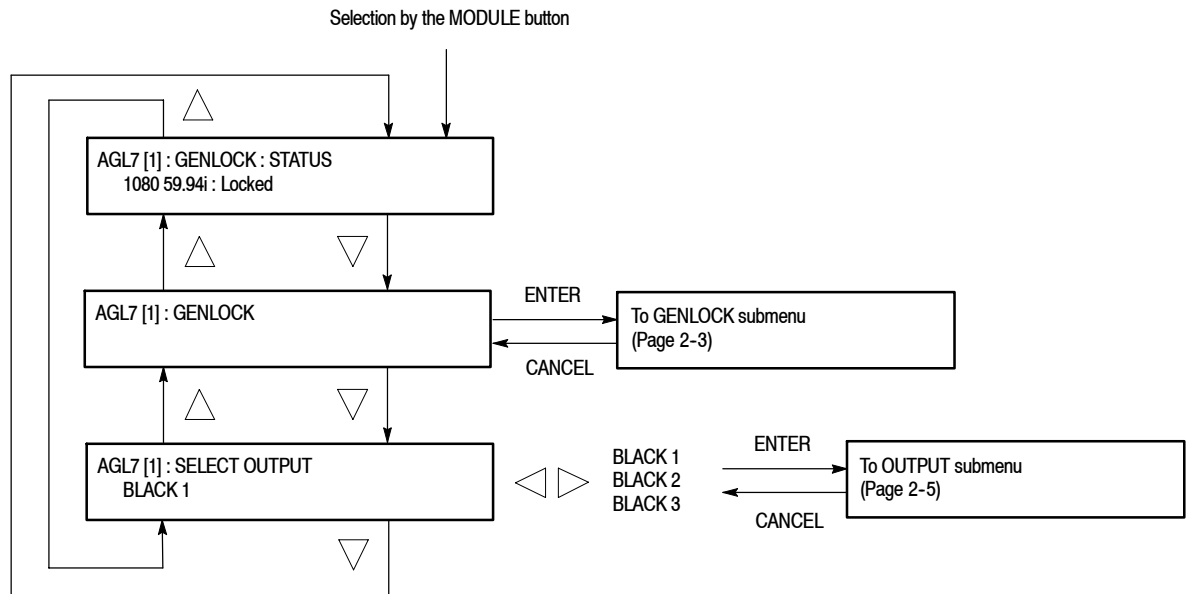 Selection by the MODULE button
AGL7 [1] : GENLOCK : STATUS
1080 59.94i : Locked
AGL7 [1] : GENLOCK
ENTER
CANCEL
To GENLOCK submenu
(Page 2-3)
AGL7 [1] : SELECT OUTPUT
BLACK 1
BLACK 1
BLACK 2
BLACK 3
ENTER
CANCEL
To OUTPUT submenu
(Page 2-5)